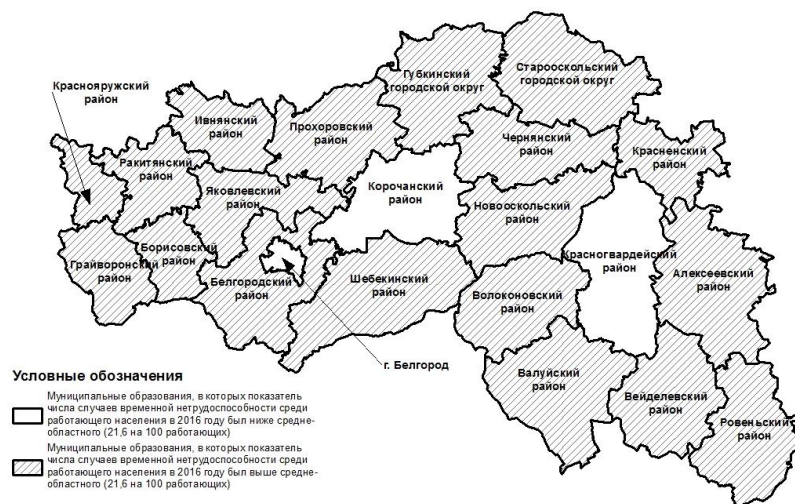 Краснояружский
район
Ивнянский
район
Прохоровский
район
Губкинский
городской округ
Старооскольский
городской округ
Ракитянский
район
Яковлевский
район
Корочанский
район
Чернянский
район
Красненский
район
Новооскольский
район
Грайворонский
район
Борисовский
район
Белгородский
район
Шебекинский
район
Волоконовский
район
Красногвардейский
район
Алексеевский
район
г. Белгород
Валуйский
район
Вейделевский
район
Ровеньский
район
Условные обозначения
Муниципальные образования, в которых показатель
числа случаев временной нетрудоспособности среди
работающего населения в 2016 году был ниже средне-
областного (21,6 на 100 работающих)
Муниципальные образования, в которых показатель
числа случаев временной нетрудоспособности среди
работающего населения в 2016 году был выше средне-
областного (21,6 на 100 работающих)